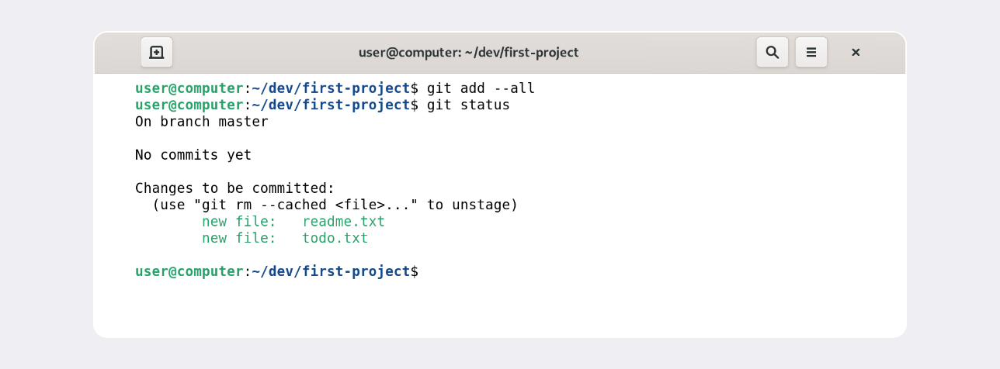 user@computer: ~/dev/first-project
user@computer:~/dev/first-project$ git add --all
user@computer:~/dev/first-project$ git status
On branch master

No commits yet

Changes to be committed:
  (use "git rm --cached <file>..." to unstage)
        new file:   readme.txt
        new file:   todo.txt

user@computer:~/dev/first-project$